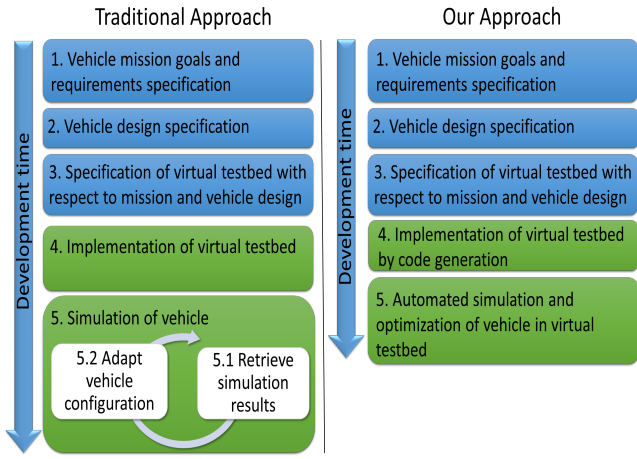 Traditional Approach
Development time
1. Vehicle mission goals and
requirements specification
2. Vehicle design specification
3. Specification of virtual testbed with
respect to mission and vehicle design
4. Implementation of virtual testbed
5. Simulation of vehicle
5.2 Adapt
vehicle
configuration
5.1 Retrieve
simulation
results
Our Approach
Development time
1. Vehicle mission goals and
requirements specification
2. Vehicle design specification
3. Specification of virtual testbed with
respect to mission and vehicle design
4. Implementation of virtual testbed
by code generation
5. Automated simulation and
optimization of vehicle in virtual
testbed